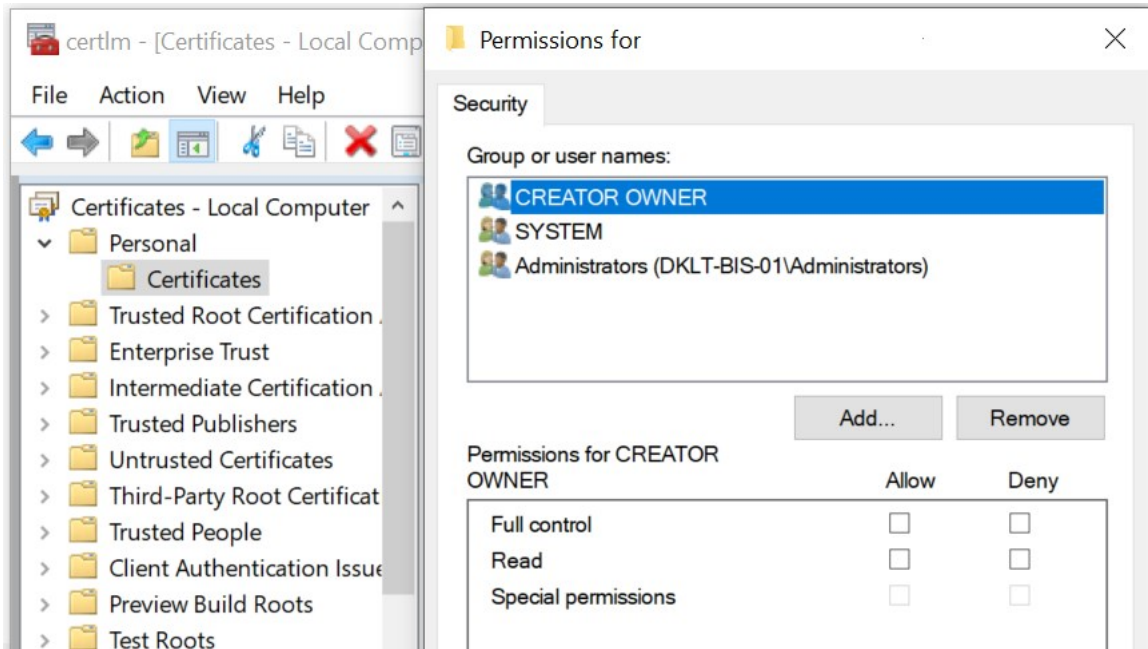 certlm - [Certificates - Local Comp
File Action View Help
Certificates - Local Computer
Personal
Certificates
Trusted Root Certification
Enterprise Trust
Intermediate Certification
Trusted Publishers
Untrusted Certificates
Third-Party Root Certificat
Trusted People
Client Authentication Issue
Preview Build Roots
Test Roots
Permissions for
Security
Group or user names:
CREATOR OWNER
SYSTEM
Administrators (DKLT-BIS-01\Administrators)
Add... Remove
Permissions for CREATOR
OWNER Allow Deny
Full control
Read
Special permissions